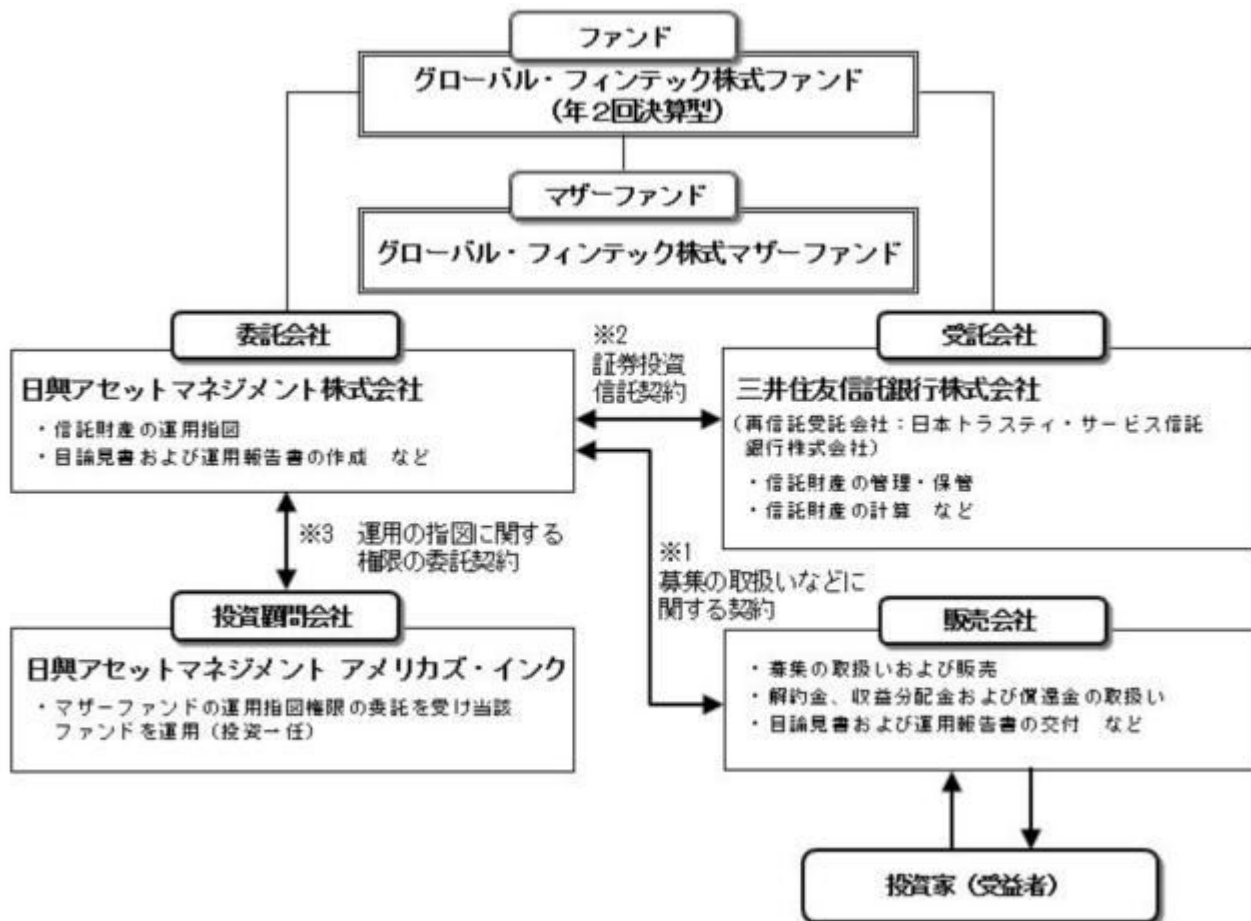 ファンド
グローバル・フィンテック株式ファンド
(年2回決算型)
マザーファンド
グローバル・フィンテック株式マザーファンド
委託会社
日興アセットマネジメント株式会社
・信託財産の運用指図
・目論見書および運用報告書の作成 など
※2
証券投資
信託契約
受託会社
三井住友信託銀行株式会社
(再信託受託会社:日本トラスティ・サービス信託
銀行株式会社)
・信託財産の管理・保管
・信託財産の計算 など
※3 運用の指図に関する
権限の委託契約
※1
募集の取扱いなどに
関する契約
投資顧問会社
日興アセットマネジメント アメリカズ・インク
・マザーファンドの運用指図権限の委託を受け当該
ファンドを運用(投資一任)
販売会社
・募集の取扱いおよび販売
・解約金、収益分配金および償還金の取扱い
・目論見書および運用報告書の交付 など
投資家(受益者)